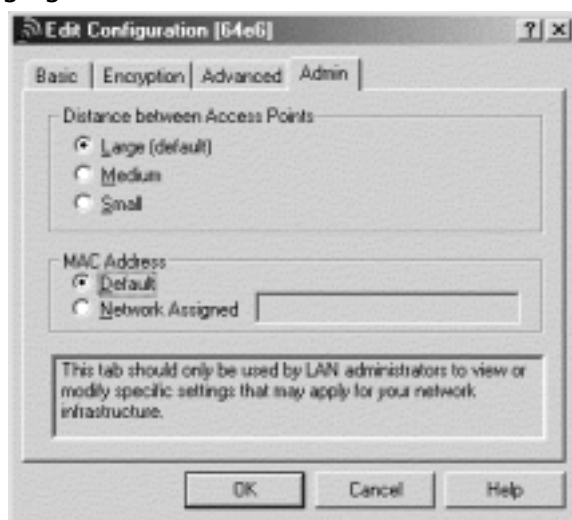 Edit Configuration [64e6]
Basic Encryption Advanced Admin
Distance between Access Points
Large (default)
Medium
Small
MAC Address
Default
Network Assigned
This tab should only be used by LAN administrators to view or
modify specific settings that may apply for your network
infrastructure.
OK Cancel Help